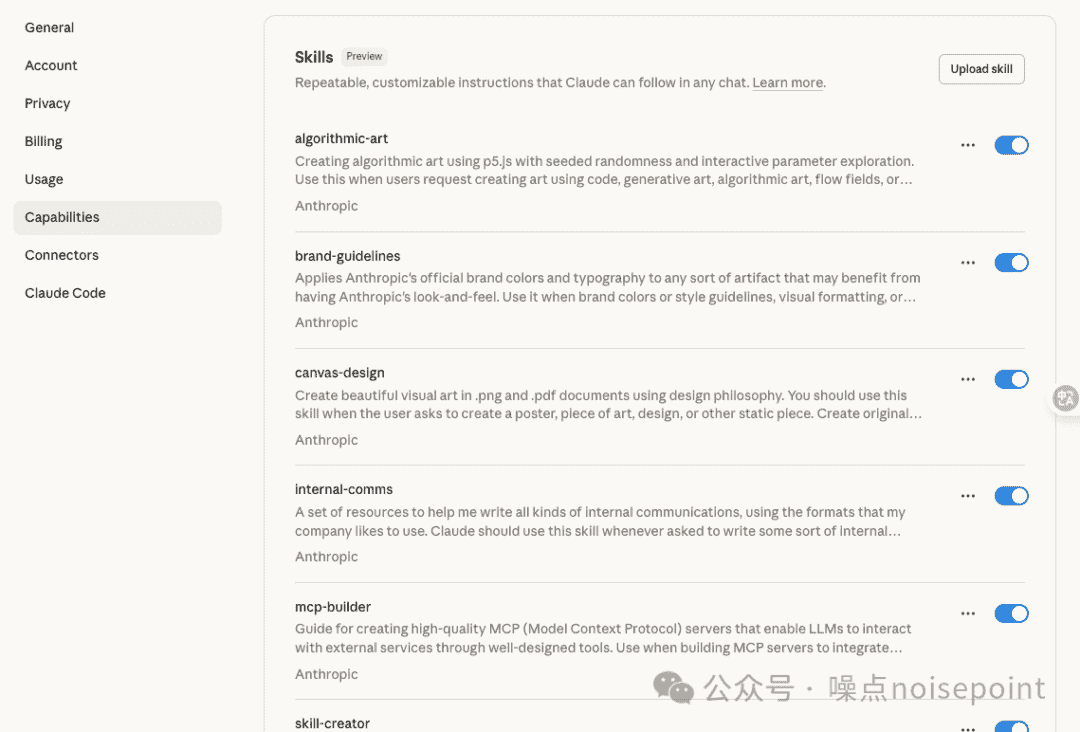 General
Account
Privacy
Billing
Usage
Capabilities
Connectors
Claude Code
Skills Preview
Upload skill
Repeatable, customizable instructions that Claude can follow in any chat. Learn more.
algorithmic-art
Creating algorithmic art using p5.js with seeded randomness and interactive parameter exploration.
Use this when users request creating art using code, generative art, algorithmic art, flow fields, or…
Anthropic
brand-guidelines
Applies Anthropic's official brand colors and typography to any sort of artifact that may benefit from
having Anthropic's look-and-feel. Use it when brand colors or style guidelines, visual formatting, or…
Anthropic
canvas-design
Create beautiful visual art in .png and .pdf documents using design philosophy. You should use this
skill when the user asks to create a poster, piece of art, design, or other static piece. Create original…
Anthropic
internal-comms
A set of resources to help me write all kinds of internal communications, using the formats that my
company likes to use. Claude should use this skill whenever asked to write some sort of internal…
Anthropic
mcp-builder
Guide for creating high-quality MCP (Model Context Protocol) servers that enable LLMs to interact
with external services through well-designed tools. Use when building MCP servers to integrate…
Anthropic
skill-creator
中A
公众号 · 噪点noisepoint